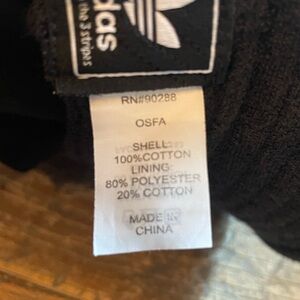 adidas
the 3 stripes
RN#90288
OSFA
SHELL:
100%COTTON
LINING:
80% POLYESTER
20% COTTON
MADE IN
CHINA